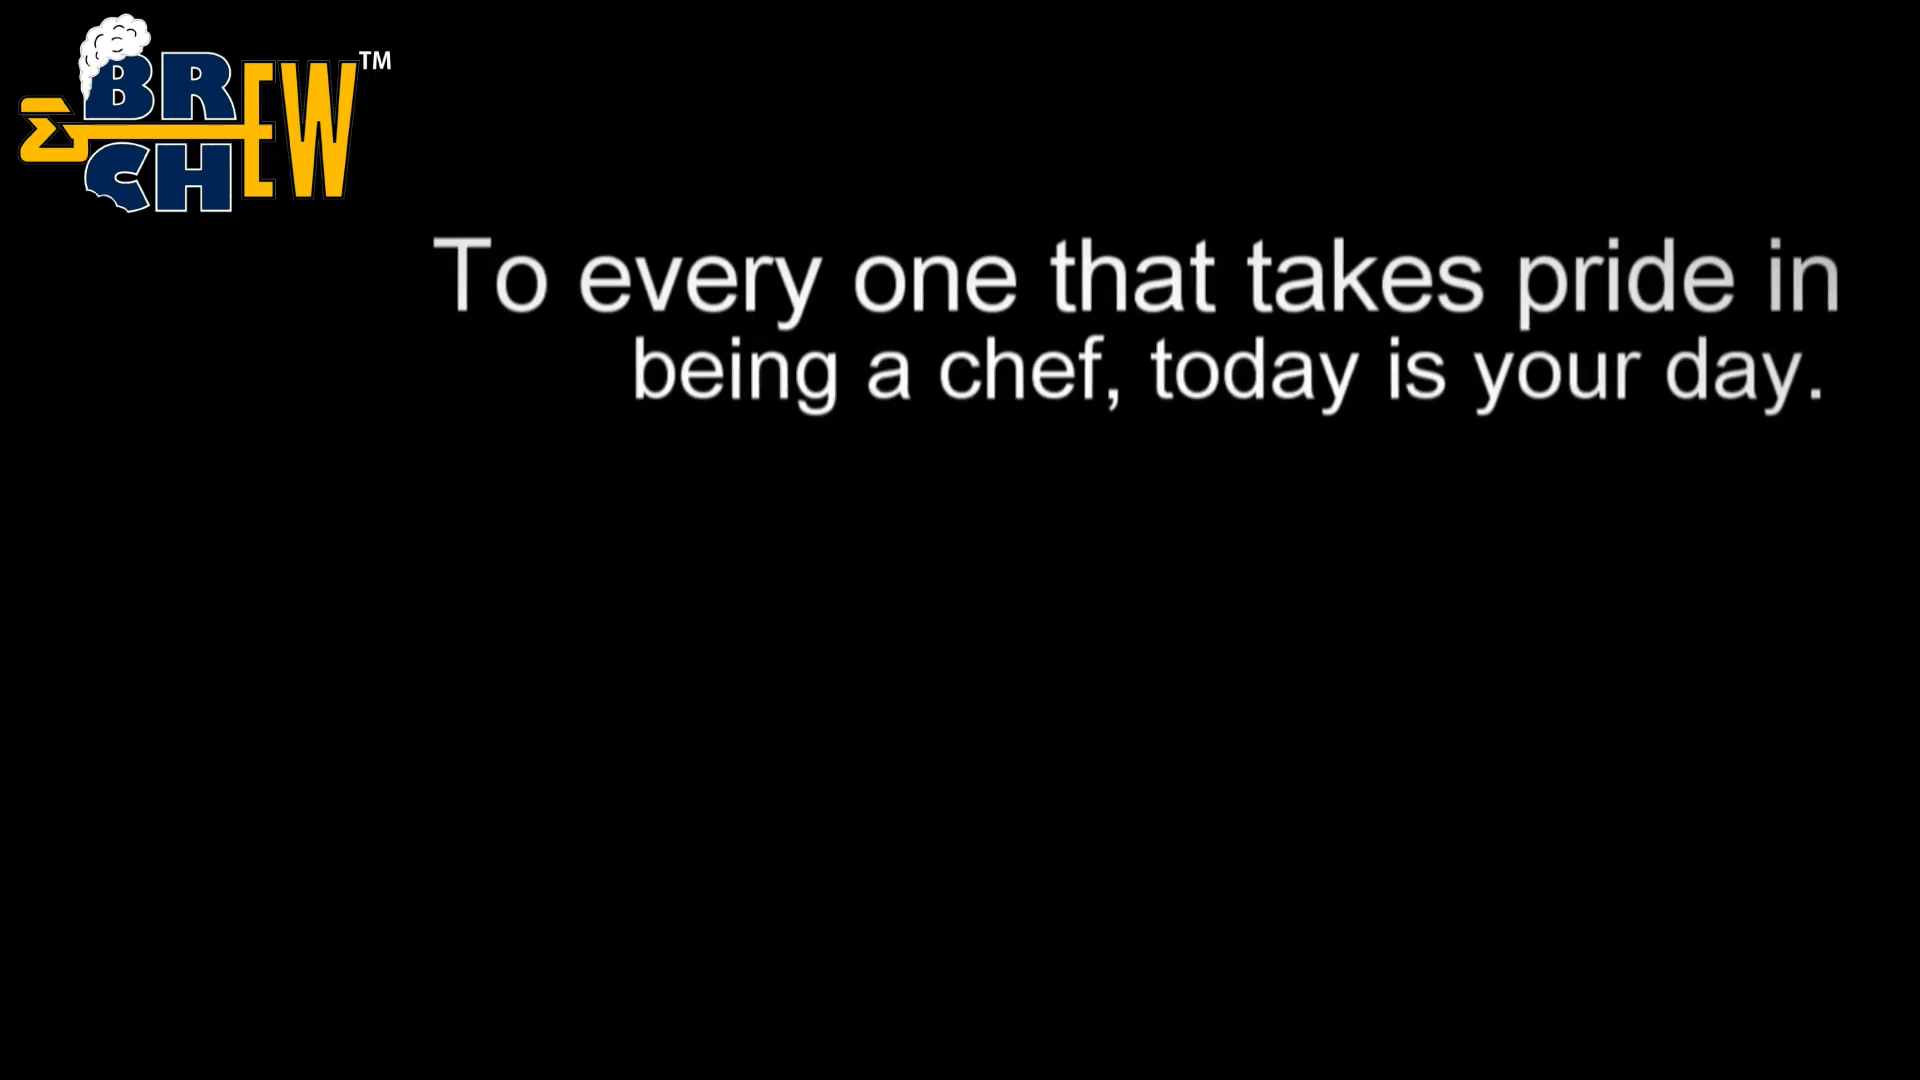 BREW
& CHEW
TM
To every one that takes pride in
being a chef, today is your day.